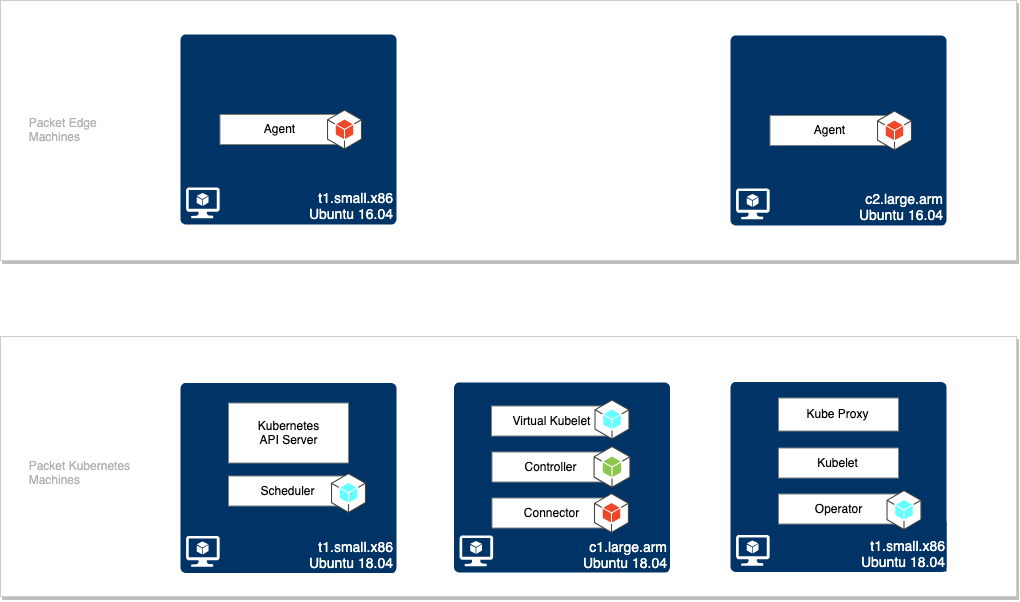 Packet Edge
Machines
Agent
t1.small.x86
Ubuntu 16.04
Agent
c2.large.arm
Ubuntu 16.04
Packet Kubernetes
Machines
Kubernetes
API Server
Scheduler
t1.small.x86
Ubuntu 18.04
Virtual Kubelet
Controller
Connector
c1.large.arm
Ubuntu 18.04
Kube Proxy
Kubelet
Operator
t1.small.x86
Ubuntu 18.04